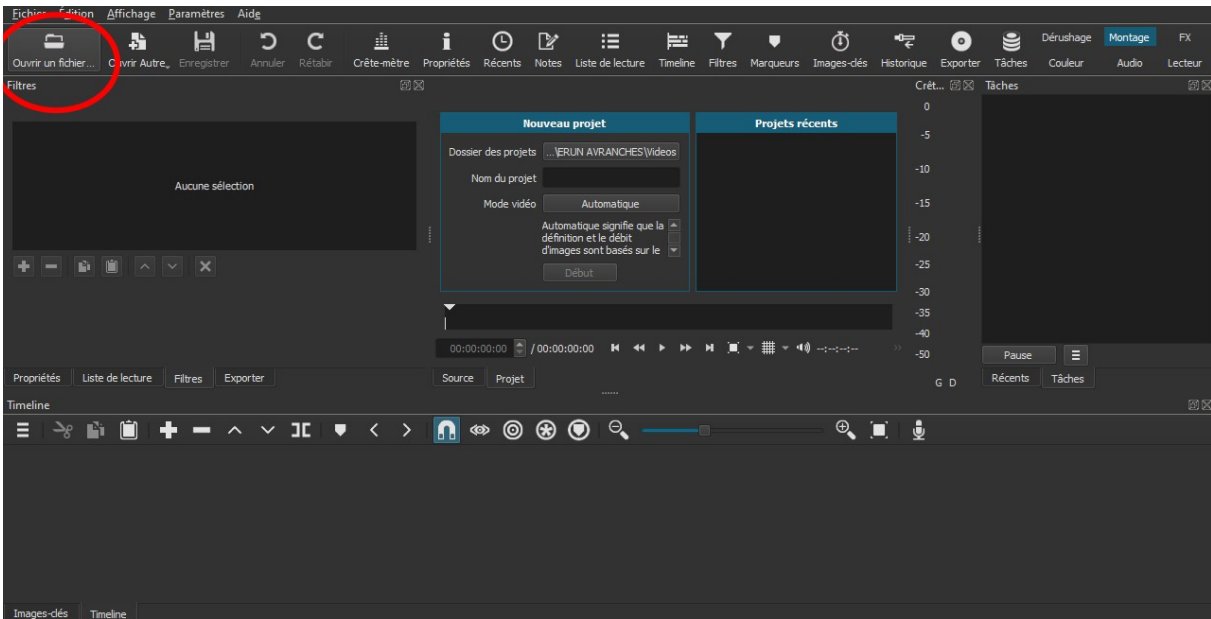 Fichier Édition Affichage Paramètres Aide
Ouvrir un fichier... Ouvrir Autre Enregistrer Annuler Rétablir Crête-mètre Propriétés Récents Notes Liste de lecture Timeline Filtres Marqueurs Images-clés Historique Exporter Tâches
Dérushage Montage FX
Couleur Audio Lecteur
Filtres
Crêt...
Tâches
Aucune sélection
Nouveau projet
Dossier des projets ...\ERUN AVRANCHES\Videos
Nom du projet
Mode vidéo Automatique
Automatique signifie que la
définition et le débit
d'images sont basés sur le
Début
Projets récents
0
-5
-10
-15
-20
-25
-30
-35
-40
-50
G D
00:00:00:00 / 00:00:00:00 --:--:--:--
Pause
Propriétés Liste de lecture Filtres Exporter
Source Projet
Récents Tâches
Timeline
Images-clés Timeline